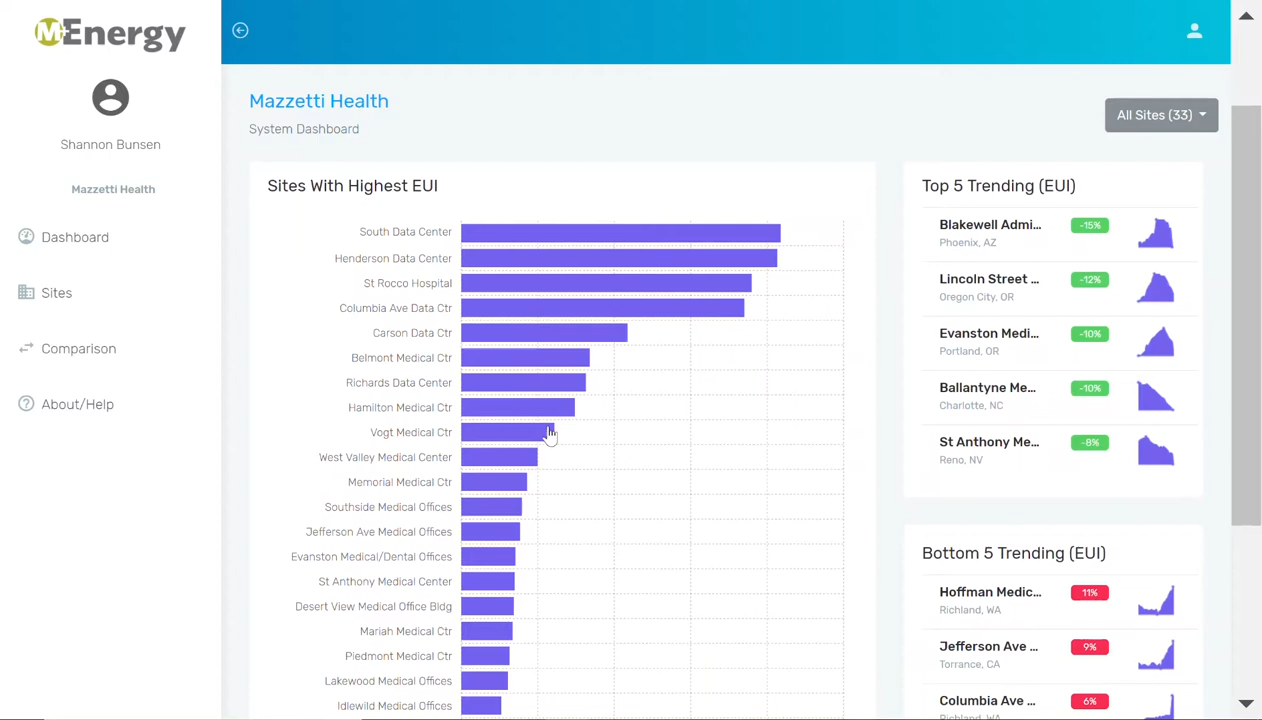 M+Energy
Shannon Bunsen
Mazzetti Health
Dashboard
Sites
Comparison
About/Help
Mazzetti Health
System Dashboard
All Sites (33)
Sites With Highest EUI
South Data Center
Henderson Data Center
St Rocco Hospital
Columbia Ave Data Ctr
Carson Data Ctr
Belmont Medical Ctr
Richards Data Center
Hamilton Medical Ctr
Vogt Medical Ctr
West Valley Medical Center
Memorial Medical Ctr
Southside Medical Offices
Jefferson Ave Medical Offices
Evanston Medical/Dental Offices
St Anthony Medical Center
Desert View Medical Office Bldg
Mariah Medical Ctr
Piedmont Medical Ctr
Lakewood Medical Offices
Idlewild Medical Offices
Top 5 Trending (EUI)
Blakewell Admi... -15%
Phoenix, AZ
Lincoln Street ... -12%
Oregon City, OR
Evanston Medi... -10%
Portland, OR
Ballantyne Me... -10%
Charlotte, NC
St Anthony Me... -8%
Reno, NV
Bottom 5 Trending (EUI)
Hoffman Medic... 11%
Richland, WA
Jefferson Ave ... 9%
Torrance, CA
Columbia Ave ... 6%
Richland, WA